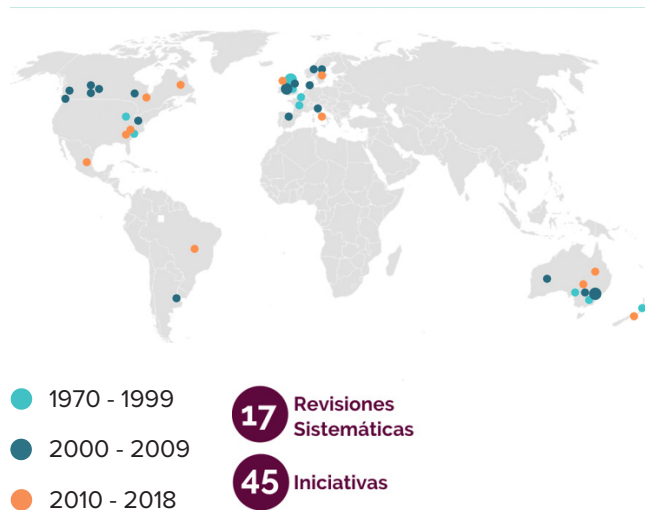 1970 - 1999
2000 - 2009
2010 - 2018
17 Revisiones
Sistemáticas
45 Iniciativas